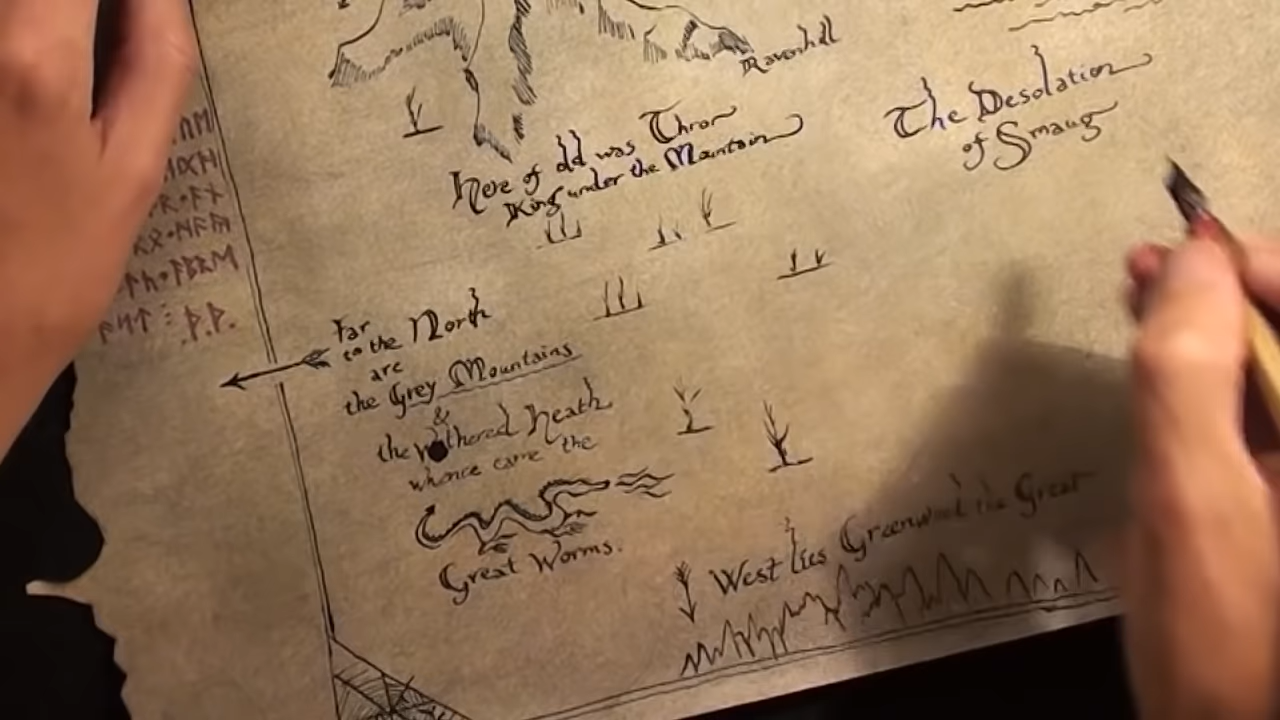 Ravenhill
The Desolation
of Smaug
Here of old was Thror
King under the Mountain
Far
to the North
are
the Grey Mountains
&
the Withered Heath
whence came the
Great Worms.
West lies Greenwood the Great
ᚦ.ᚦ.